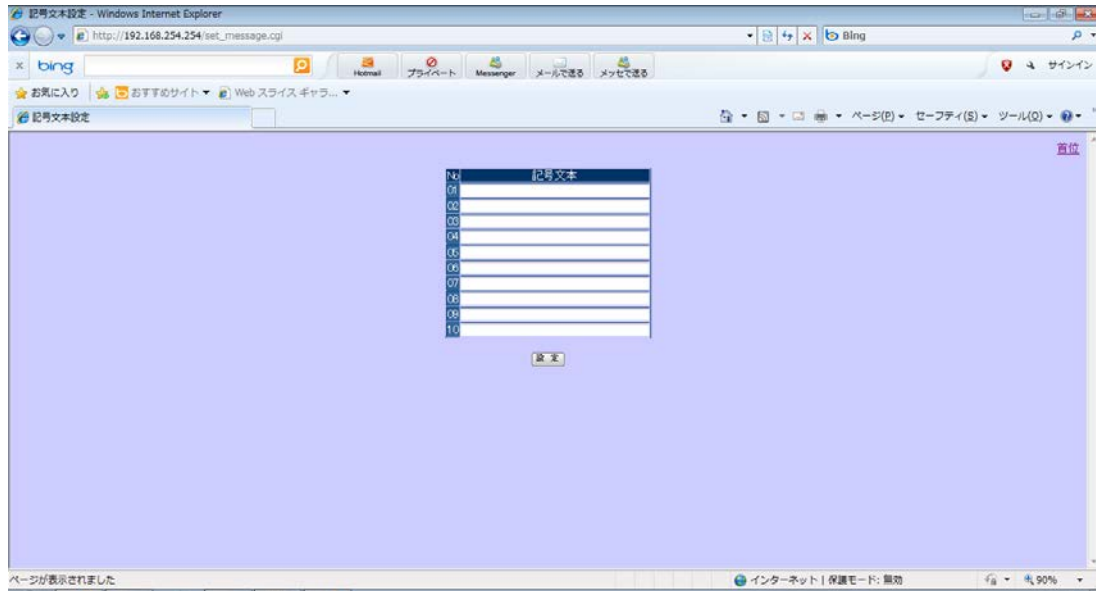 記号文本設定 - Windows Internet Explorer
http://192.168.254.254/set_message.cgi
Bing
bing
Hotmail プライベート Messenger メールで送る メッセで送る
サインイン
お気に入り おすすめサイト Web スライス ギャラ...
記号文本設定
ページ(P) セーフティ(S) ツール(O)
首位
No 記号文本
01
02
03
04
05
06
07
08
09
10
設 定
ページが表示されました インターネット | 保護モード: 無効 90%